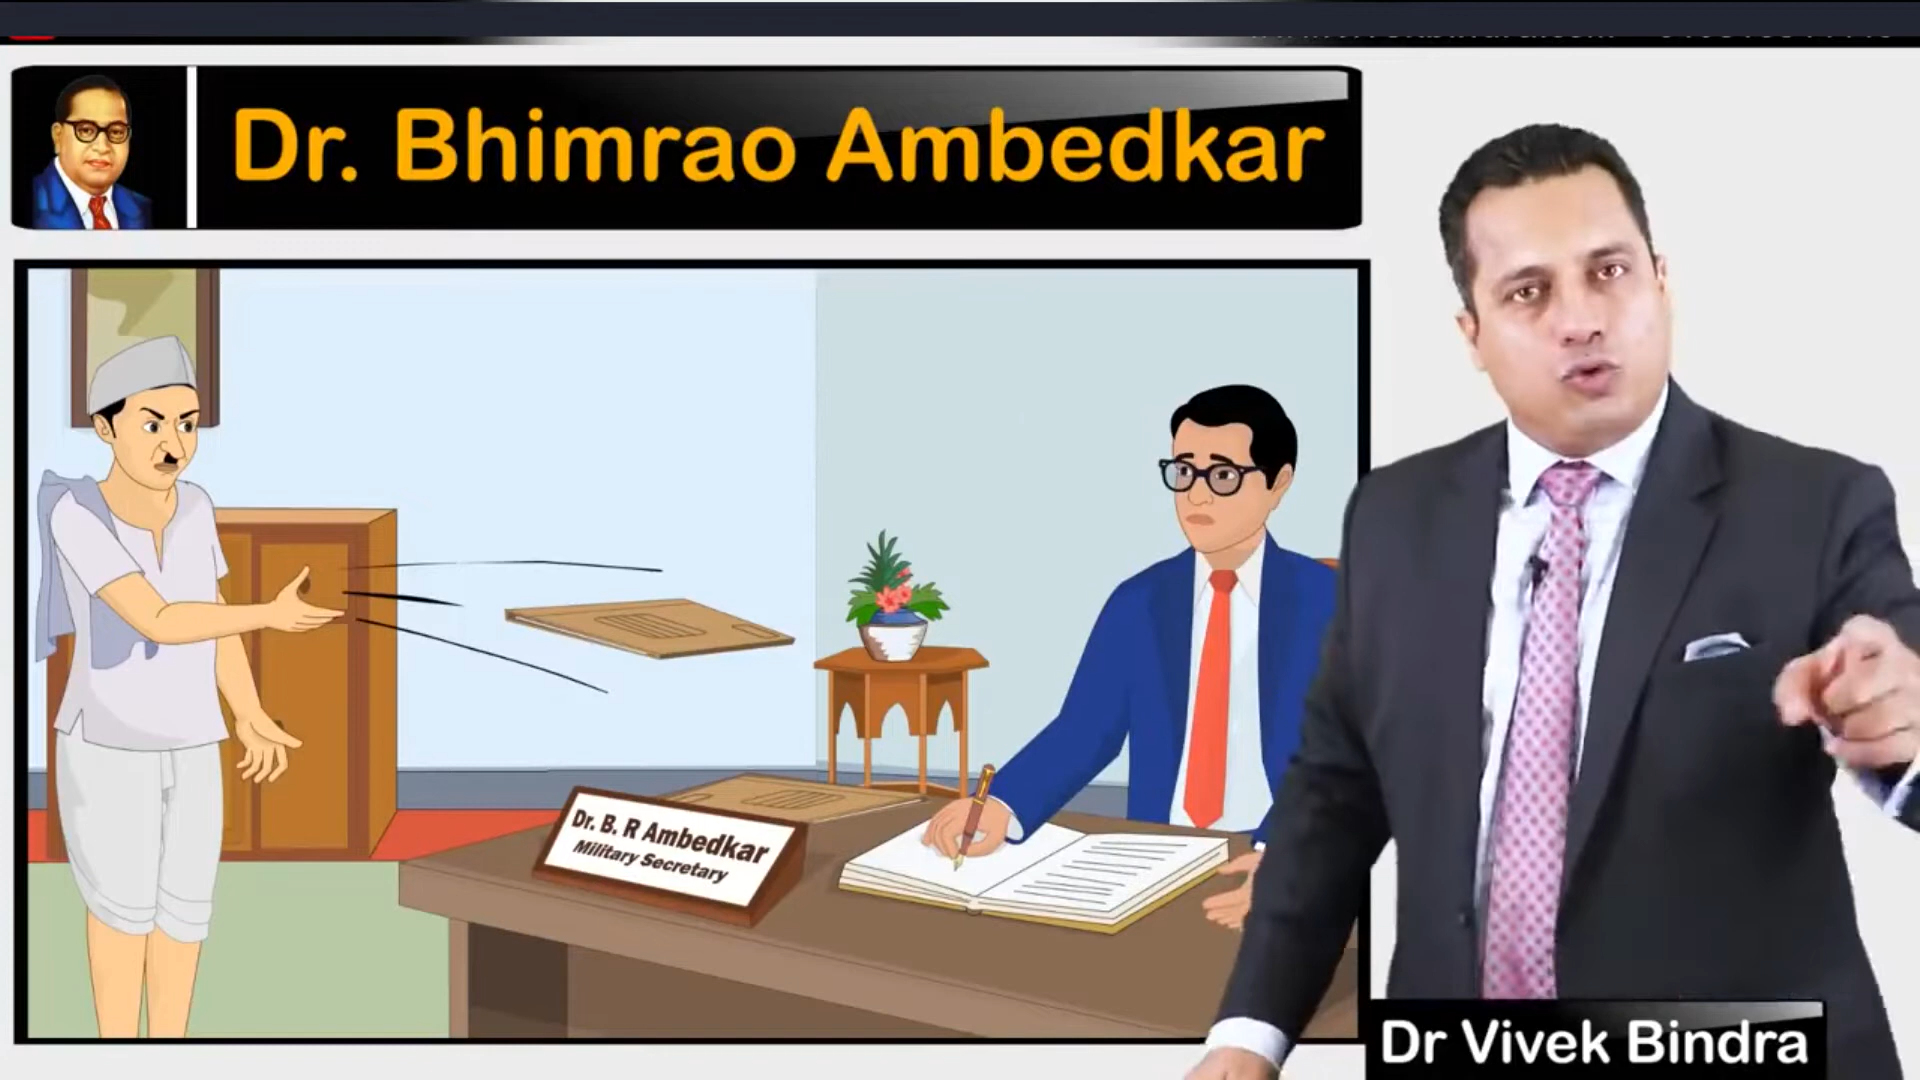 Dr. Bhimrao Ambedkar
Dr. B. R Ambedkar
Military Secretary
Dr Vivek Bindra